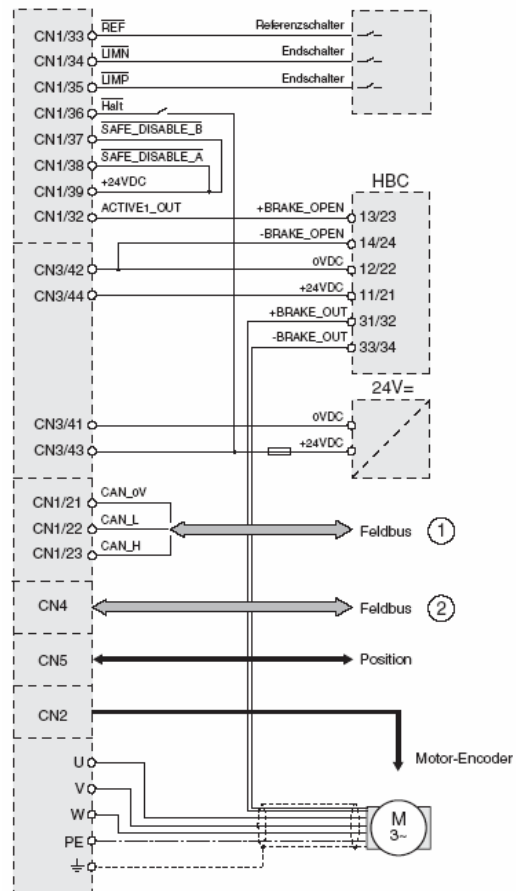 CN1/33 REF Referenzschalter
CN1/34 LIMN Endschalter
CN1/35 LIMP Endschalter
CN1/36 Halt
CN1/37 SAFE_DISABLE_B
CN1/38 SAFE_DISABLE_A
CN1/39 +24VDC
HBC
CN1/32 ACTIVE1_OUT +BRAKE_OPEN 13/23
-BRAKE_OPEN 14/24
CN3/42 0VDC 12/22
CN3/44 +24VDC 11/21
+BRAKE_OUT 31/32
-BRAKE_OUT 33/34
24V=
CN3/41 0VDC
CN3/43 +24VDC
CN1/21 CAN_0V
CN1/22 CAN_L Feldbus 1
CN1/23 CAN_H
CN4 Feldbus 2
CN5 Position
CN2
Motor-Encoder
U
V
W
PE
M
3~